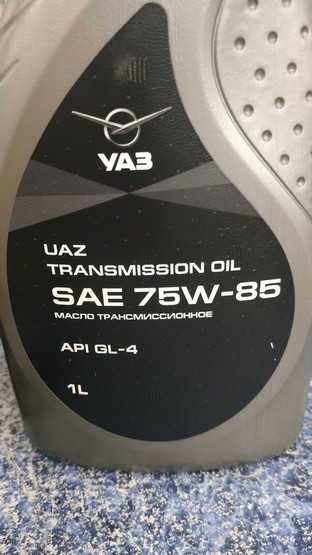 УАЗ
UAZ
TRANSMISSION OIL
SAE 75W-85
МАСЛО ТРАНСМИССИОННОЕ
API GL-4
1L